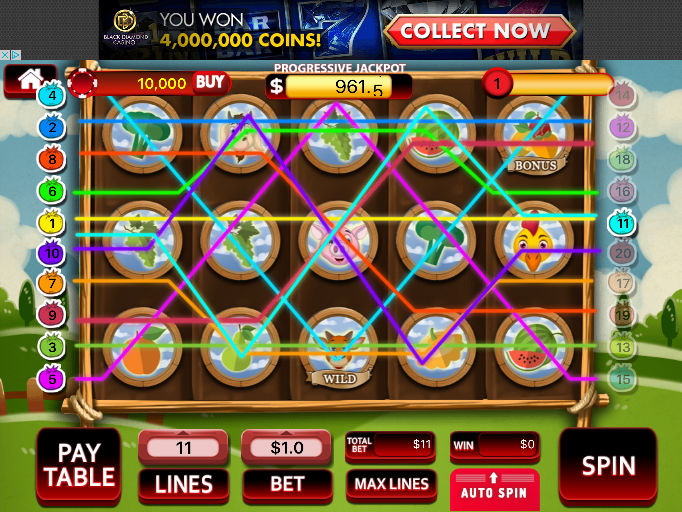 YOU WON
4,000,000 COINS!
BLACK DIAMOND
CASINO
COLLECT NOW
PROGRESSIVE JACKPOT
10,000 BUY
$ 961.5
1
4
14
2
12
8
18
BONUS
6
16
1
11
10
20
7
17
9
19
3
13
WILD
5
15
PAY
TABLE
11
LINES
$1.0
BET
TOTAL
BET
$11
MAX LINES
WIN
$0
AUTO SPIN
SPIN